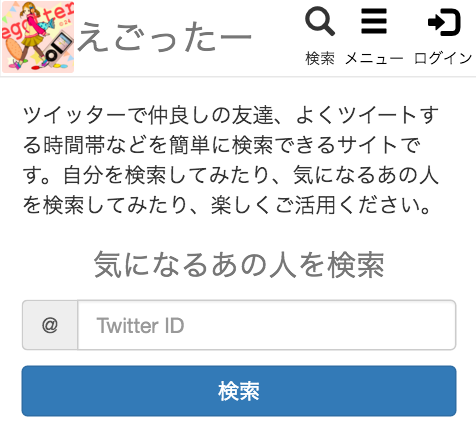 えごったー
検索 メニュー ログイン
ツイッターで仲良しの友達、よくツイートす
る時間帯などを簡単に検索できるサイトで
す。自分を検索してみたり、気になるあの人
を検索してみたり、楽しくご活用ください。
気になるあの人を検索
@ Twitter ID
検索